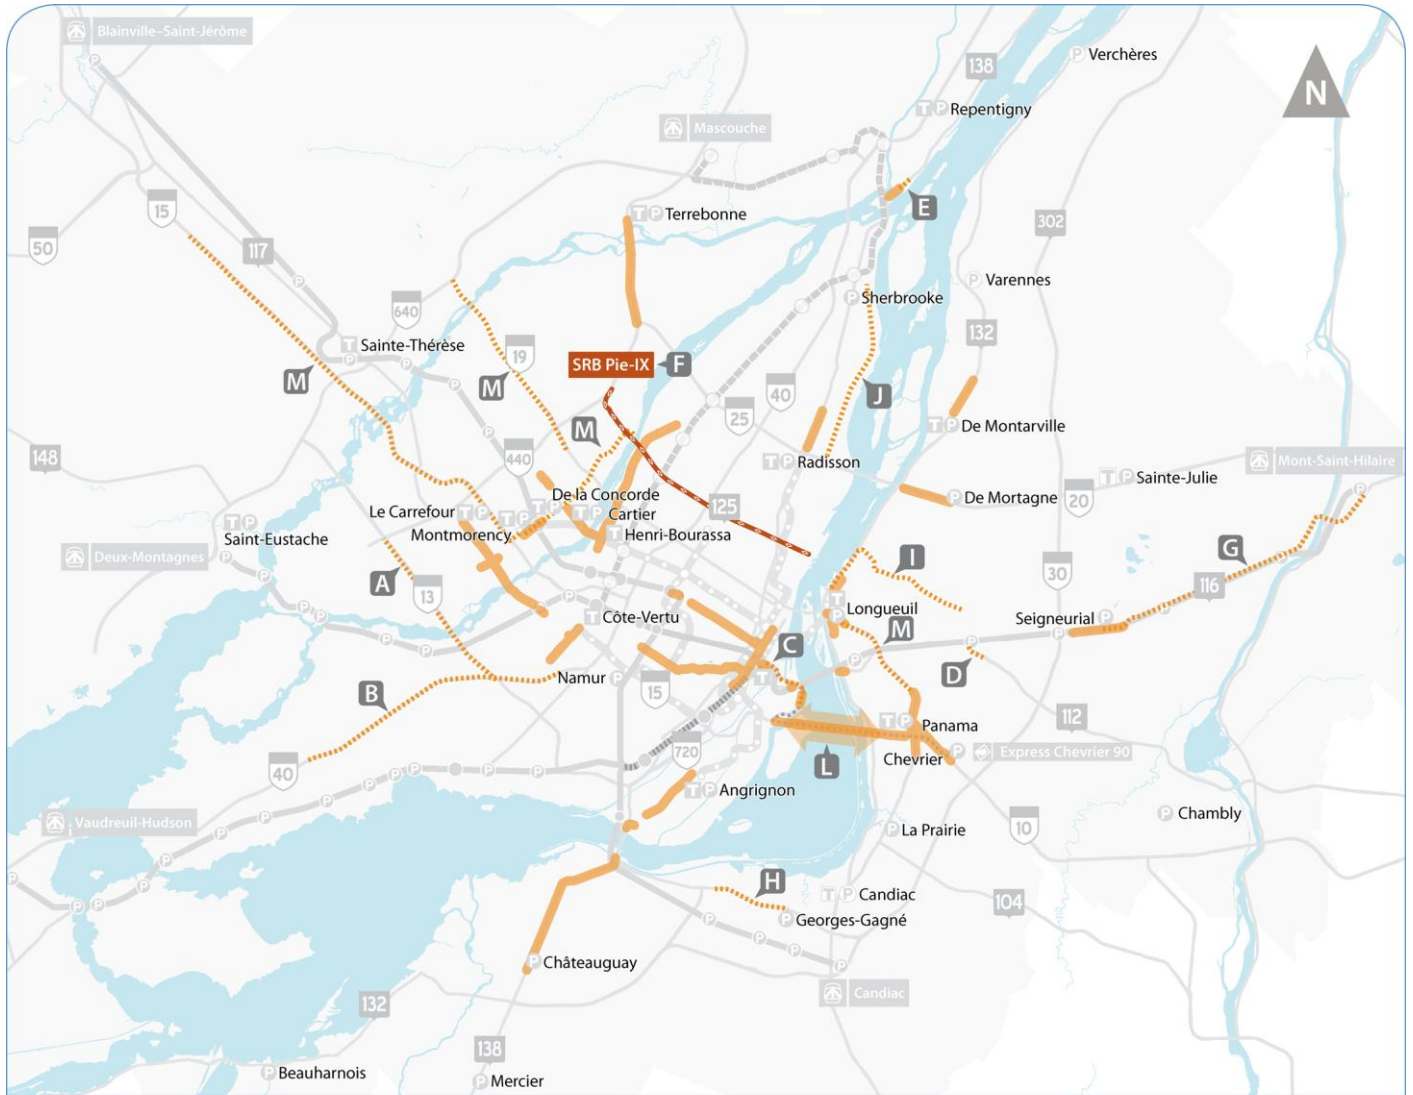 Blainville–Saint-Jérôme
138
P
Verchères
N
T P
Repentigny
Mascouche
15
50
117
T P
Terrebonne
E
302
P
Varennes
640
P
Sherbrooke
132
T
Sainte-Thérèse
19
M
M
SRB Pie-IX
F
J
40
25
M
T P
De Montarville
148
440
T P
Radisson
Mont-Saint-Hilaire
T P
Sainte-Julie
P
De Mortagne
20
De la Concorde
Le Carrefour
T P
Cartier
125
Montmorency
T P
Henri-Bourassa
T P
Saint-Eustache
Deux-Montagnes
I
G
A
13
30
116
Longueuil
Côte-Vertu
Seigneurial
M
C
D
Namur
P
15
B
112
T P
Panama
720
Chevrier
P
Express Chevrier 90
L
40
T P
Angrignon
Vaudreuil-Hudson
P
Chambly
P
La Prairie
10
H
T P
Candiac
104
P
Georges-Gagné
P
Châteauguay
Candiac
132
138
P
Beauharnois
P
Mercier